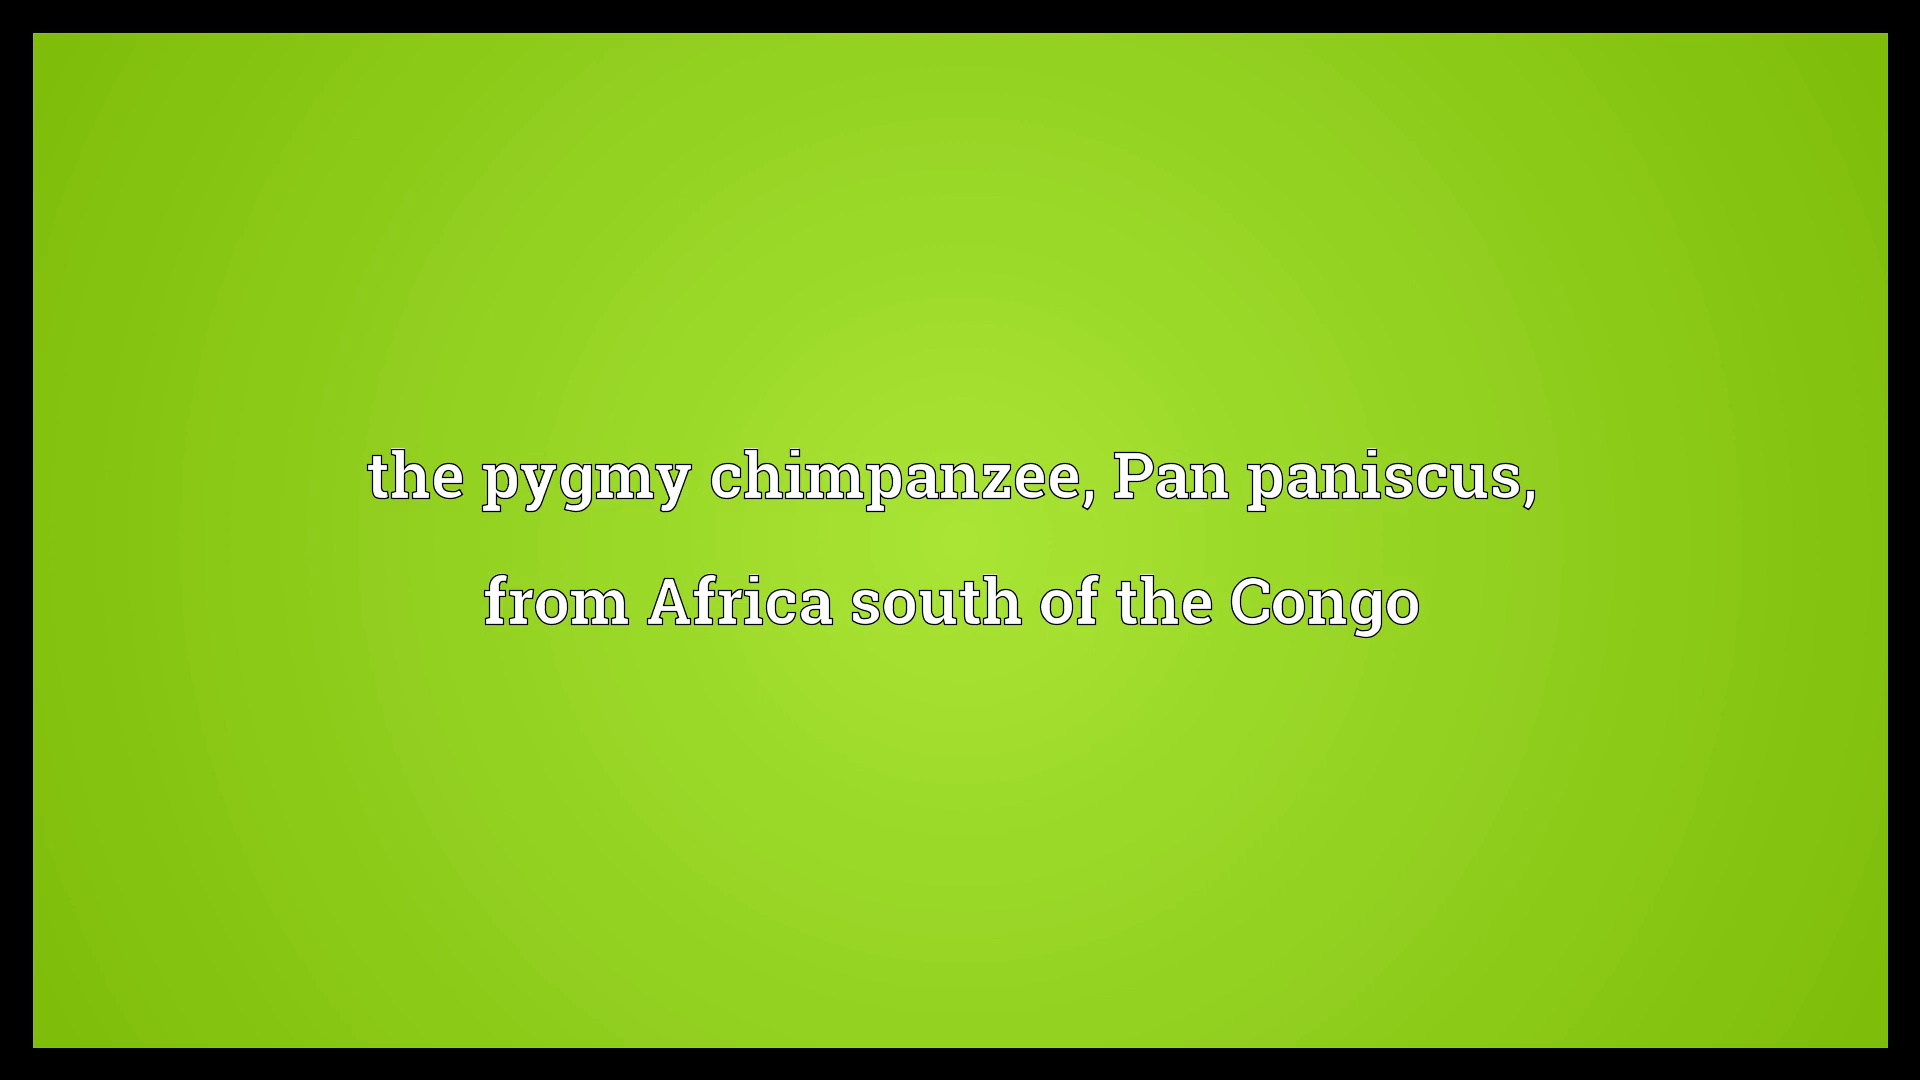 the pygmy chimpanzee, Pan paniscus,
from Africa south of the Congo